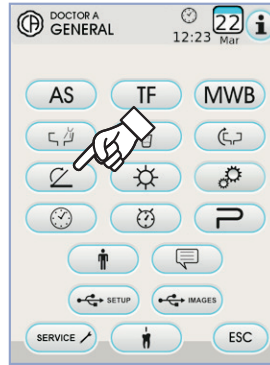 DOCTOR A
GENERAL
12:23
22
Mar
i
AS TF MWB
SETUP IMAGES
SERVICE ESC